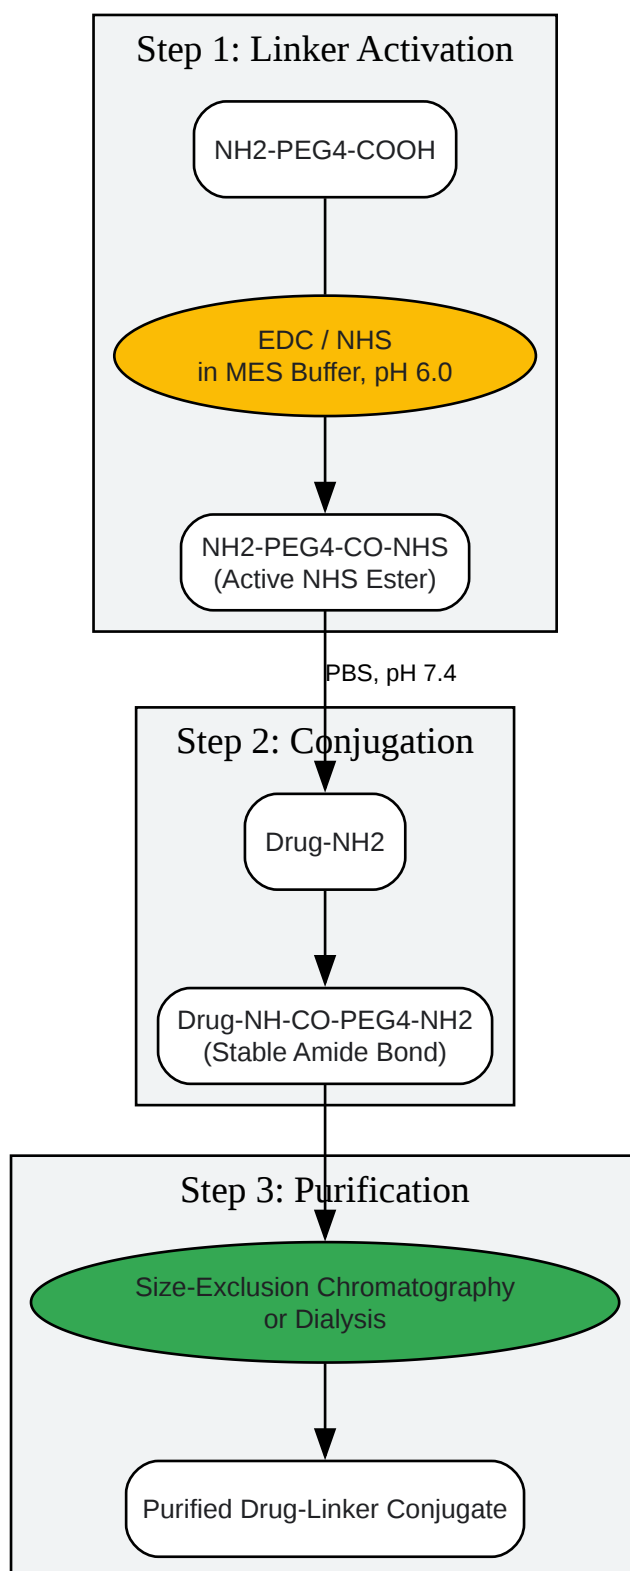 Step 1: Linker Activation
NH2-PEG4-COOH
EDC / NHS
in MES Buffer, pH 6.0
NH2-PEG4-CO-NHS
(Active NHS Ester)
PBS, pH 7.4
Step 2: Conjugation
Drug-NH2
Drug-NH-CO-PEG4-NH2
(Stable Amide Bond)
Step 3: Purification
Size-Exclusion Chromatography
or Dialysis
Purified Drug-Linker Conjugate